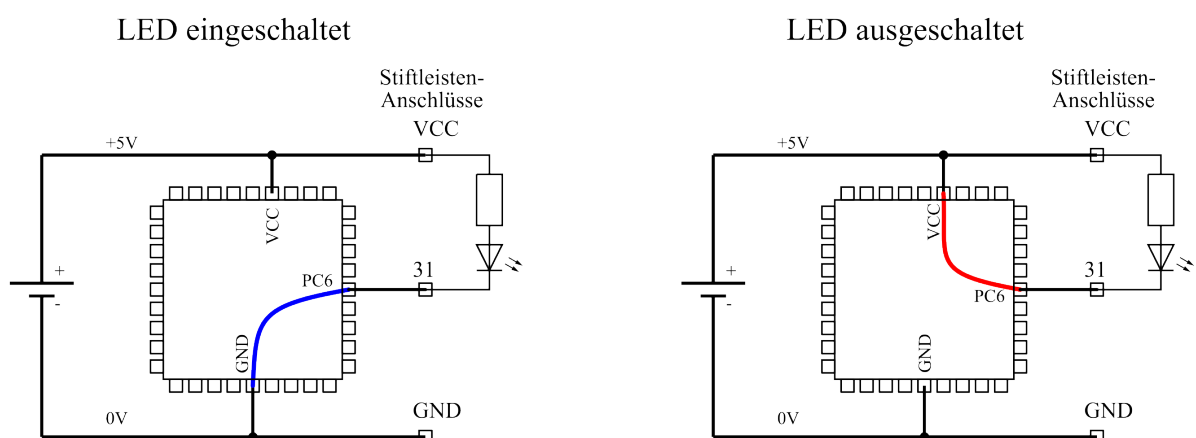 LED eingeschaltet
Stiftleisten-
Anschlüsse
VCC
+5V
VCC
+
-
PC6
31
GND
0V
GND
LED ausgeschaltet
Stiftleisten-
Anschlüsse
VCC
+5V
VCC
+
-
PC6
31
GND
0V
GND